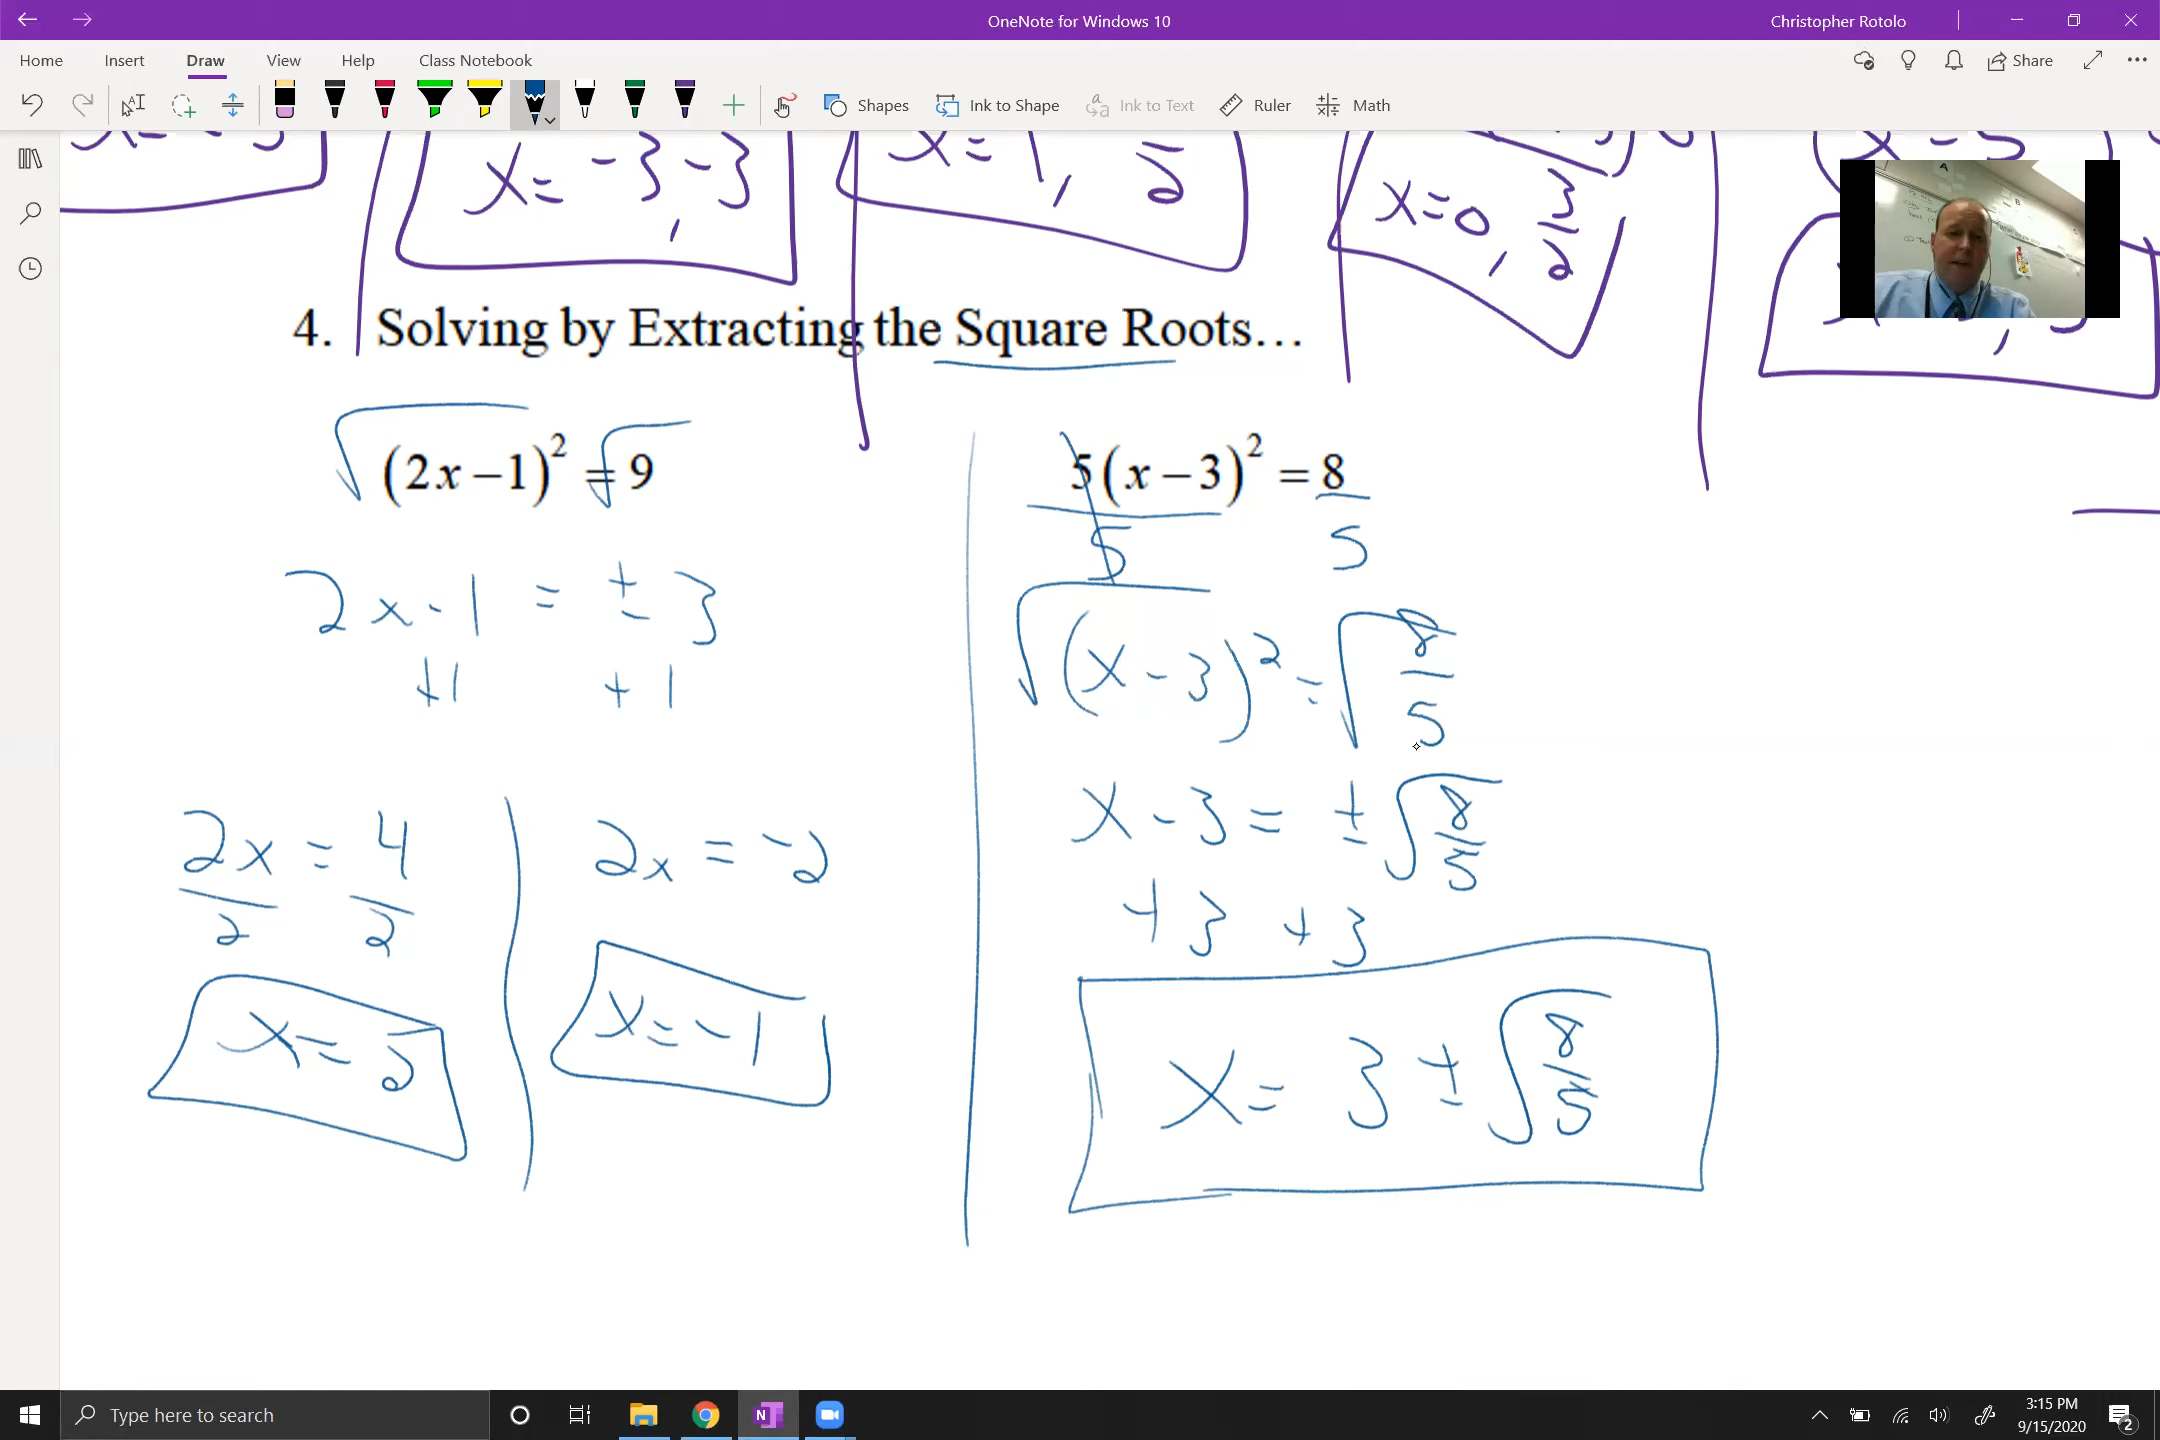 OneNote for Windows 10
Christopher Rotolo
Home Insert Draw View Help Class Notebook
Share
Shapes Ink to Shape Ink to Text Ruler Math
x = -3, -3
x = 1,
2
x = 0, 3/2
4. Solving by Extracting the Square Roots...
(2x − 1)² = 9
√ √
2x - 1 = ± 3
+1 + 1
2x = 4
2 2
x = 2
2x = -2
x = -1
5(x − 3)² = 8
5 5
√(x - 3)² = √8/5
x - 3 = ± √8/5
+ 3 + 3
x = 3 ± √8/5
Type here to search
3:15 PM
9/15/2020
2